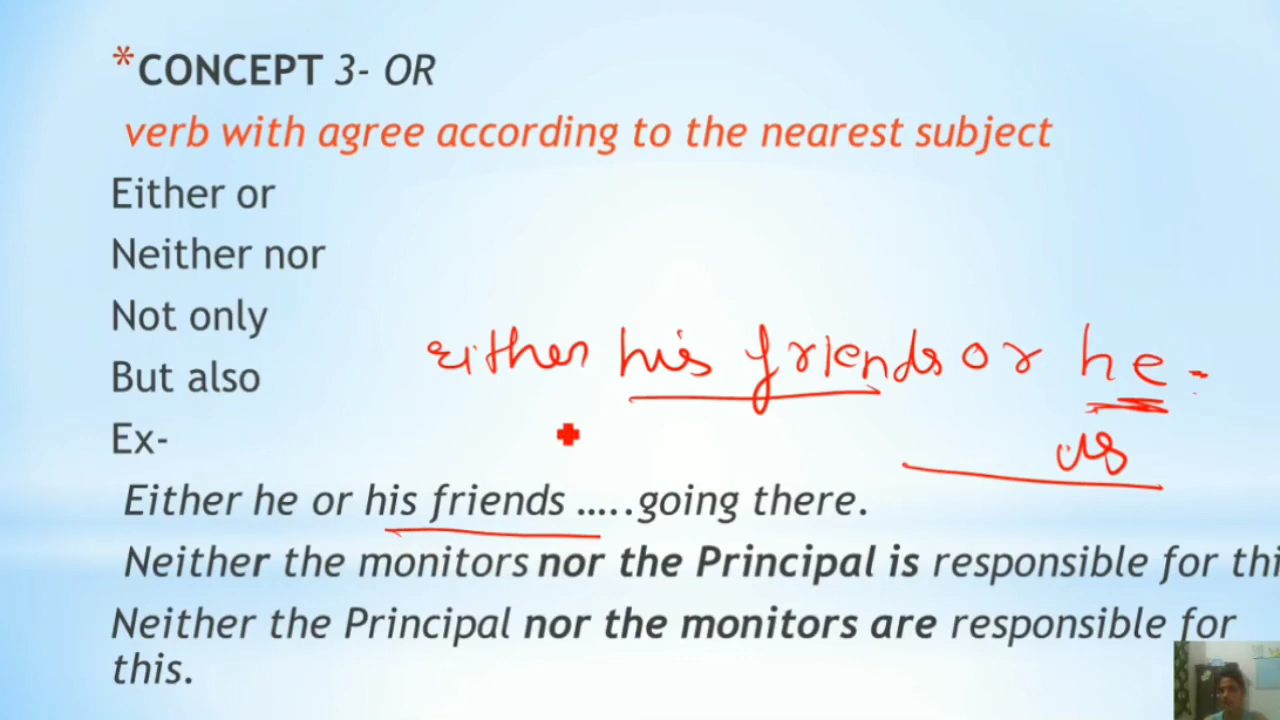 *CONCEPT 3- OR
verb with agree according to the nearest subject
Either or
Neither nor
Not only
But also
Ex-
either his friends or he -
is
Either he or his friends …..going there.
Neither the monitors nor the Principal is responsible for thi
Neither the Principal nor the monitors are responsible for
this.